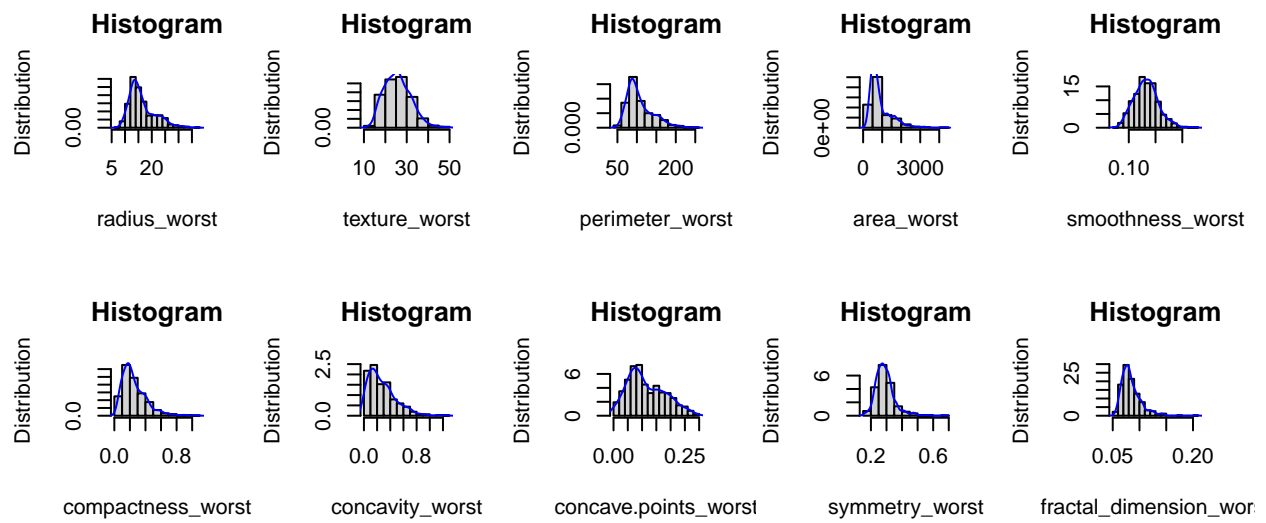 Histogram Histogram Histogram Histogram Histogram
Distribution Distribution Distribution Distribution Distribution
0.00 0.00 0.000 0e+00 0 15
5 20 10 30 50 50 200 0 3000 0.10
radius_worst texture_worst perimeter_worst area_worst smoothness_worst
Histogram Histogram Histogram Histogram Histogram
Distribution Distribution Distribution Distribution Distribution
0.0 0.0 2.5 0 6 0 6 0 25
0.0 0.8 0.0 0.8 0.00 0.25 0.2 0.6 0.05 0.20
compactness_worst concavity_worst concave.points_worst symmetry_worst fractal_dimension_wor